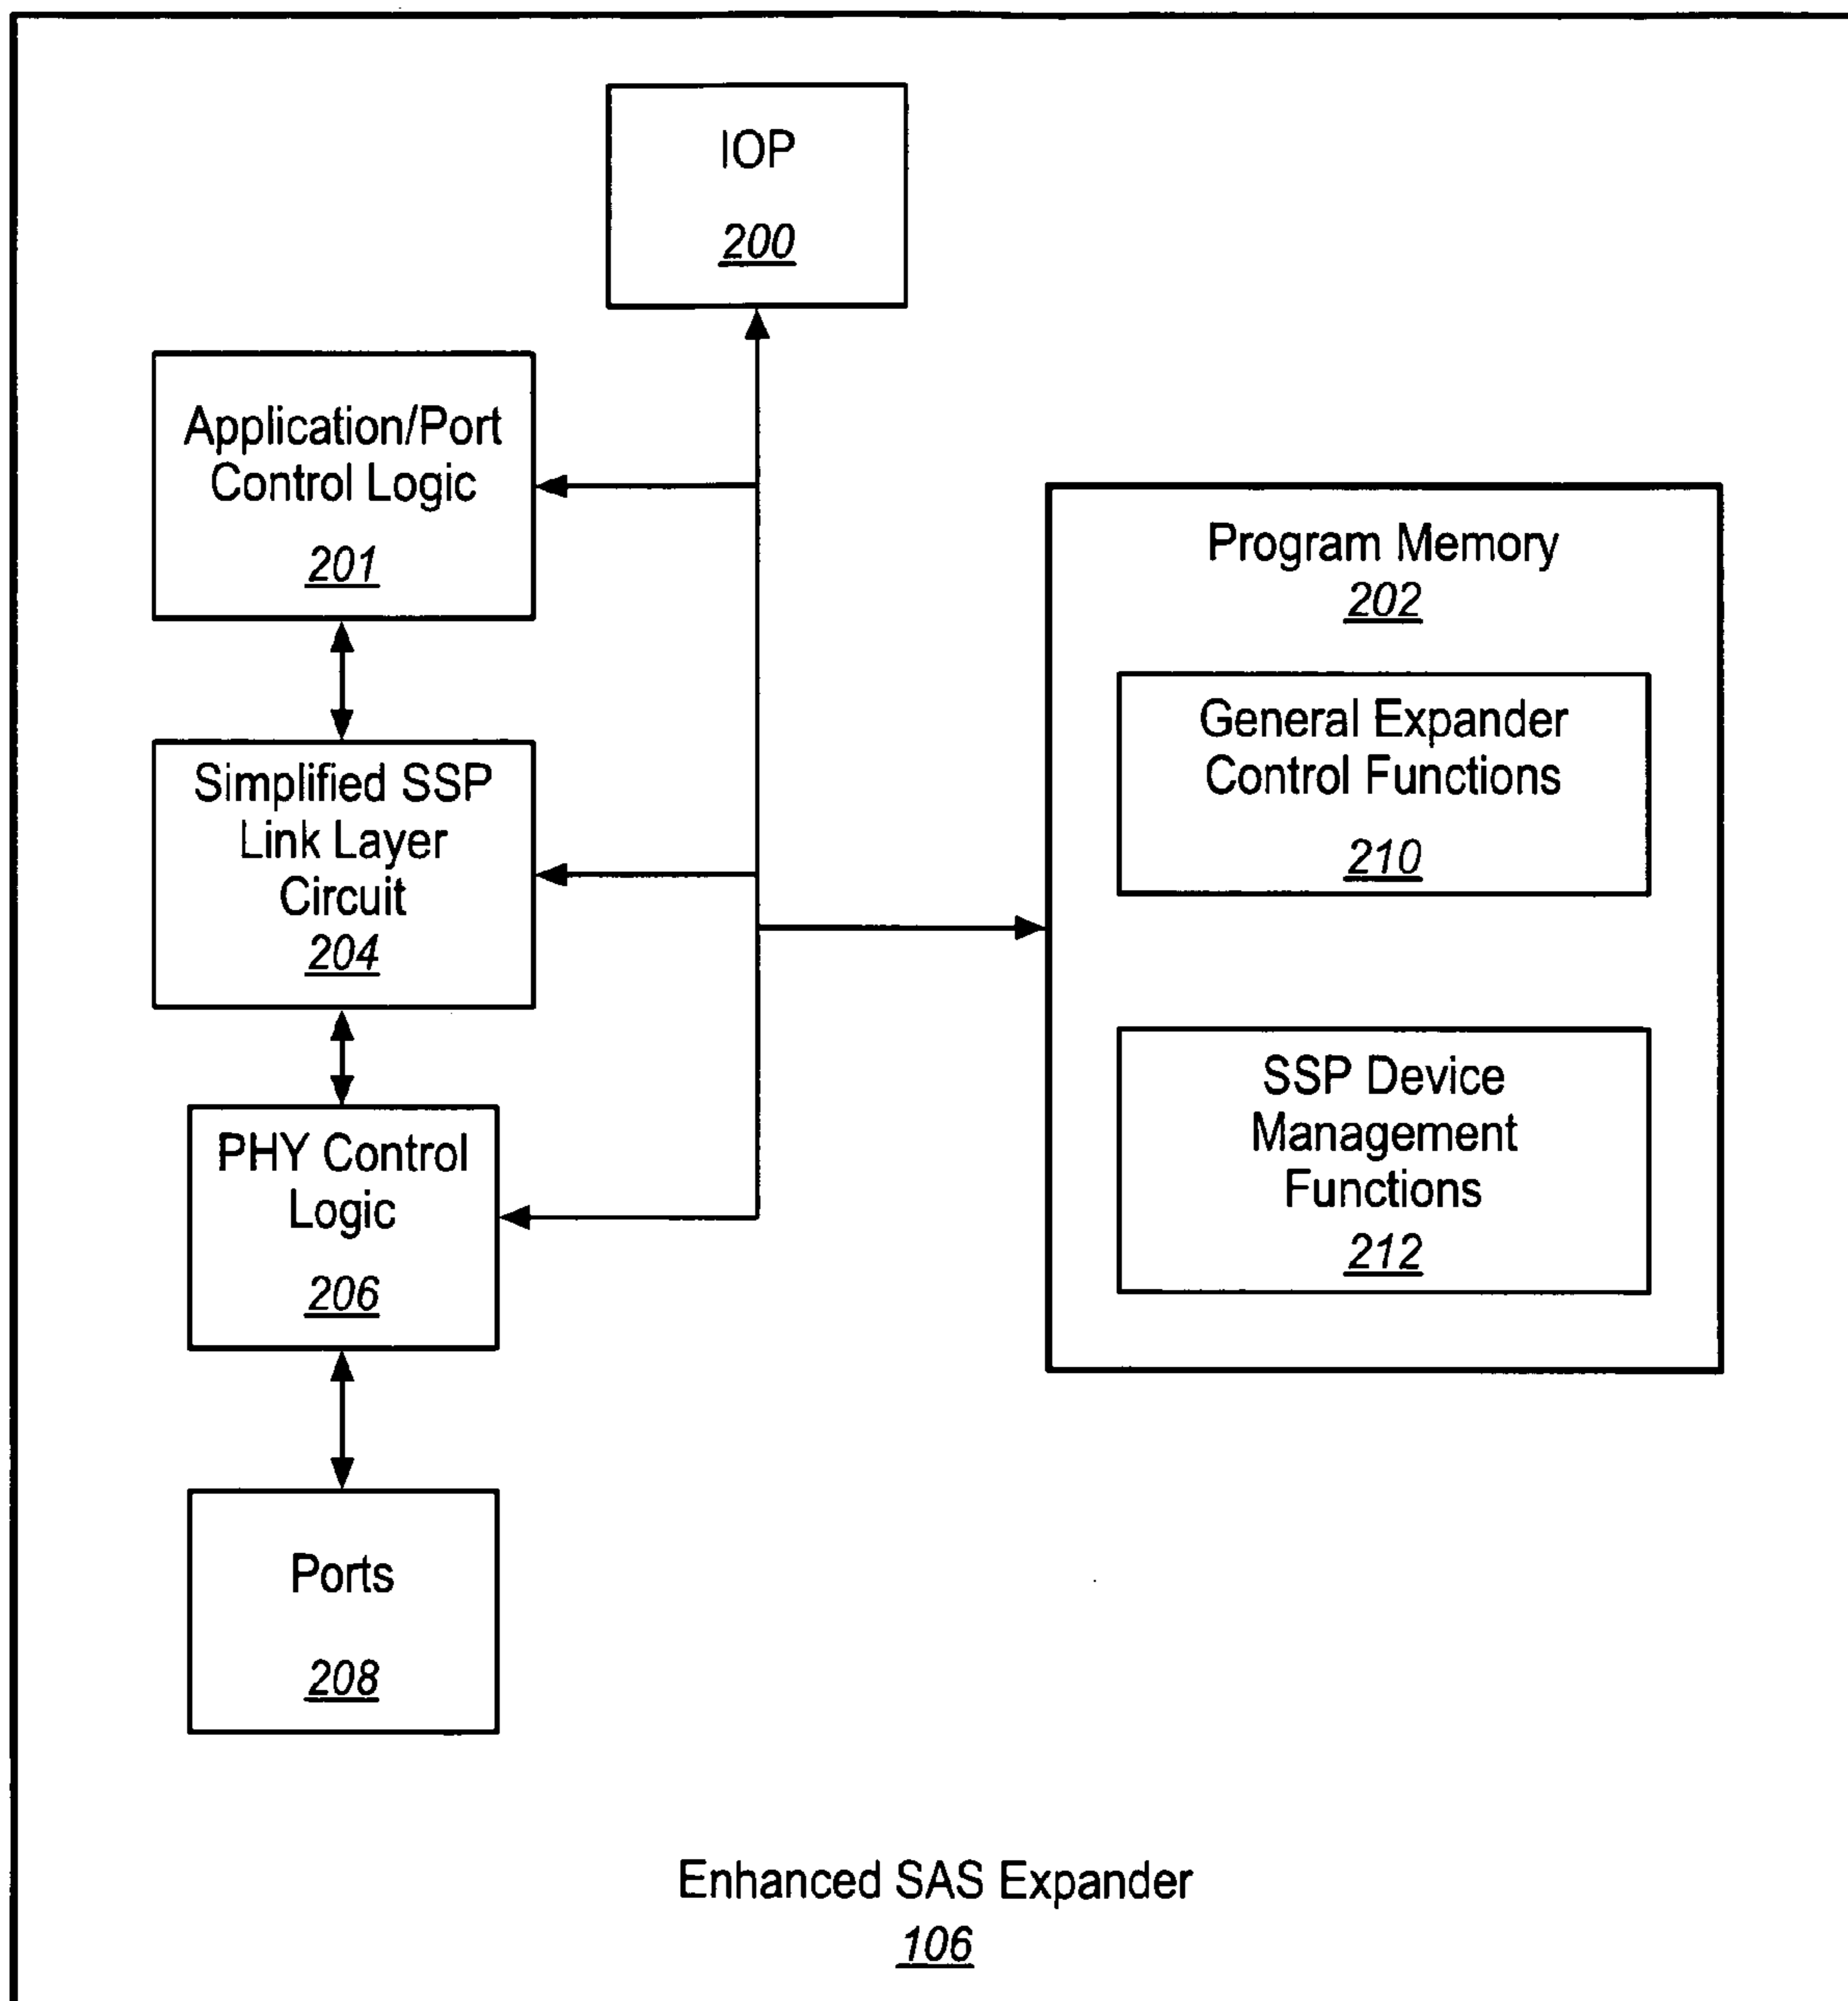 IOP
200
Application/Port
Control Logic
201
Simplified SSP
Link Layer
Circuit
204
PHY Control
Logic
206
Ports
208
Program Memory
202
General Expander
Control Functions
210
SSP Device
Management
Functions
212
Enhanced SAS Expander
106